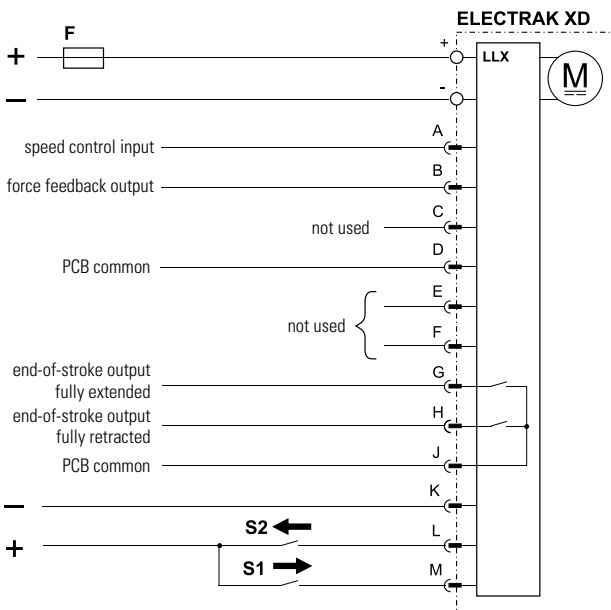 ELECTRAK XD
F
+
+
LLX
M
-
–
A
speed control input
B
force feedback output
C
not used
D
PCB common
E
not used
F
G
end-of-stroke output
fully extended
H
end-of-stroke output
fully retracted
J
PCB common
K
–
S2
L
+
S1
M